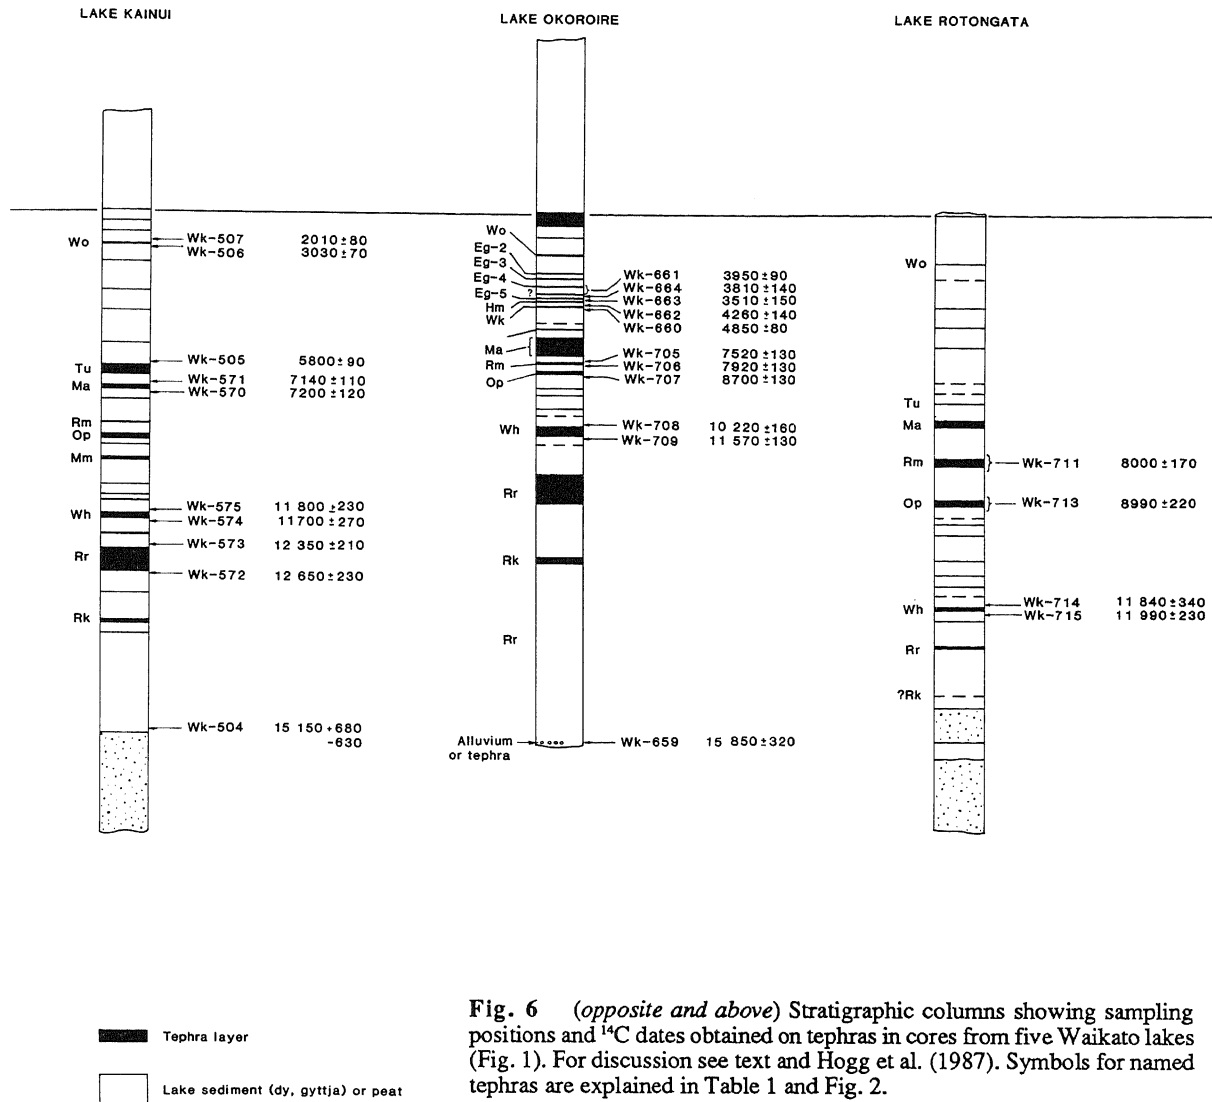 LAKE KAINUI
Wo
Wk-507 2010±80
Wk-506 3030±70
Wk-505 5800±90
Tu
Wk-571 7140±110
Ma
Wk-570 7200±120
Rm
Op
Mm
Wk-575 11 800±230
Wh
Wk-574 11700±270
Wk-573 12 350±210
Rr
Wk-572 12 650±230
Rk
Wk-504 15 150+680
-630
LAKE OKOROIRE
Wo
Eg-2
Eg-3
Eg-4
?
Eg-5
Hm
Wk
Wk-661 3950±90
Wk-664 3810±140
Wk-663 3510±150
Wk-662 4260±140
Wk-660 4850±80
Ma
Wk-705 7520±130
Rm
Wk-706 7920±130
Op
Wk-707 8700±130
Wk-708 10 220±160
Wh
Wk-709 11 570±130
Rr
Rk
Rr
Alluvium
or tephra
Wk-659 15 850±320
LAKE ROTONGATA
Wo
Tu
Ma
Rm
Wk-711 8000±170
Op
Wk-713 8990±220
Wk-714 11 840±340
Wh
Wk-715 11 990±230
Rr
?Rk
Tephra layer
Lake sediment (dy, gyttja) or peat
Fig. 6 (opposite and above) Stratigraphic columns showing sampling
positions and ¹⁴C dates obtained on tephras in cores from five Waikato lakes
(Fig. 1). For discussion see text and Hogg et al. (1987). Symbols for named
tephras are explained in Table 1 and Fig. 2.